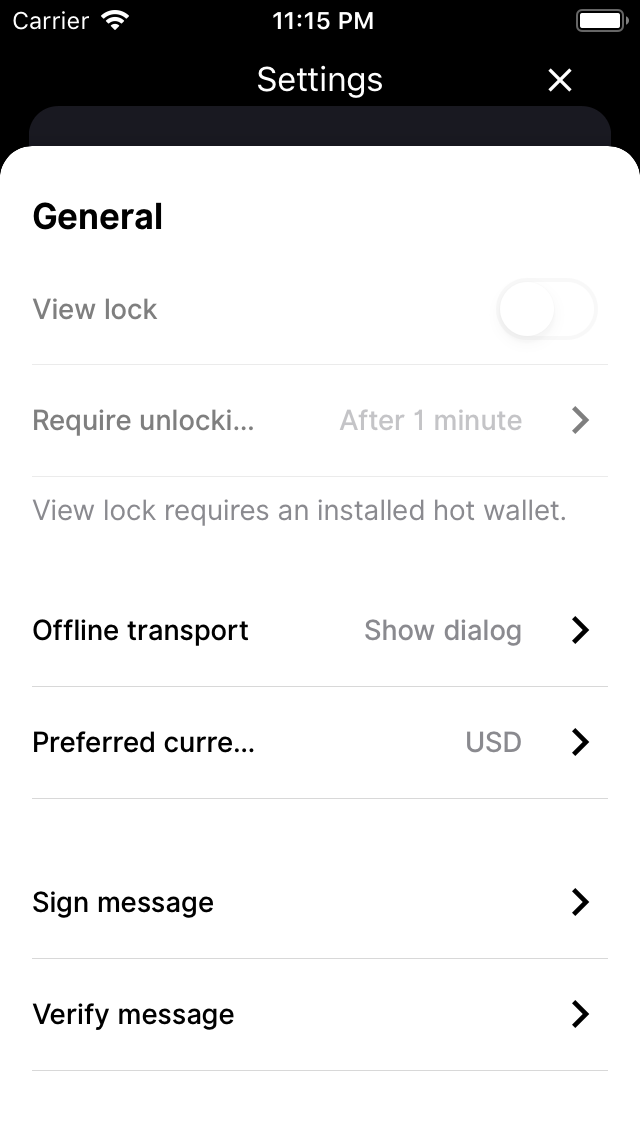 Carrier 11:15 PM
Settings
General
View lock
Require unlocki... After 1 minute
View lock requires an installed hot wallet.
Offline transport Show dialog
Preferred curre... USD
Sign message
Verify message